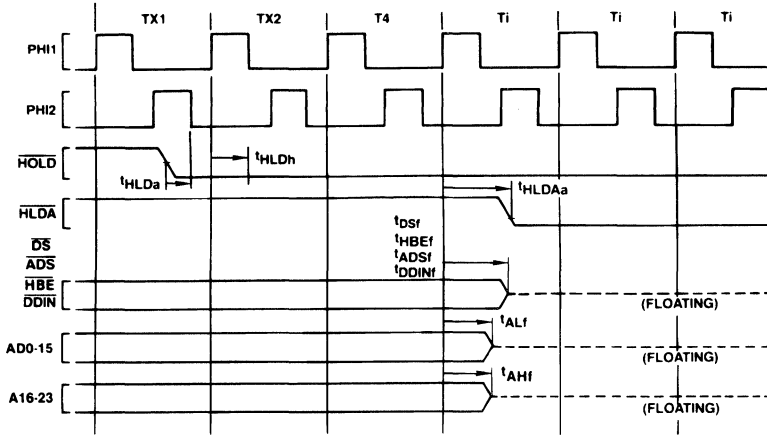 TX1 TX2 T4 Ti Ti Ti
PHI1
PHI2
HOLD
tHLDh
tHLDa
tHLDAa
HLDA
tDSf
DS
tHBEf
ADS
tADSf
tDDINf
HBE
DDIN
(FLOATING)
tALf
AD0-15
(FLOATING)
tAHf
A16-23
(FLOATING)